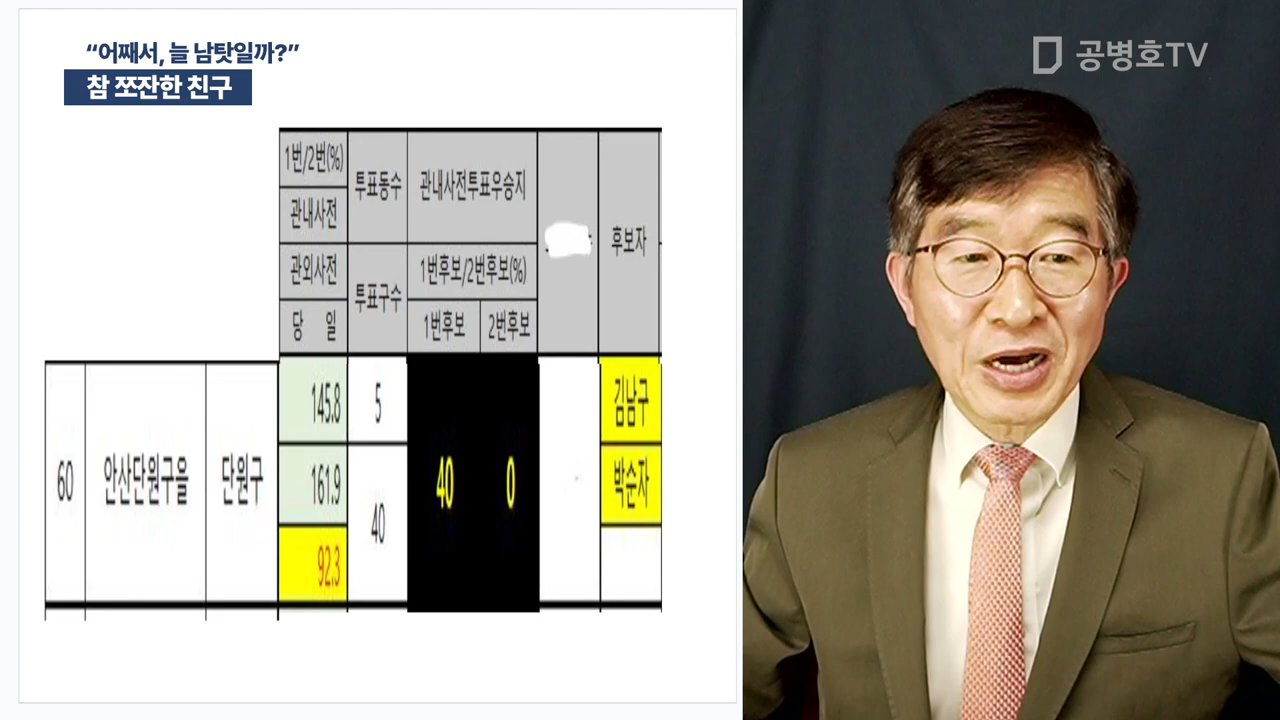 “어째서, 늘 남탓일까?”
참 쪼잔한 친구
공병호TV
1번/2번(%)
관내사전
관외사전
당 일
투표동수
투표구수
관내사전투표우승지
1번후보/2번후보(%)
1번후보 2번후보
후보자
60 안산단원구을 단원구
145.8
161.9
92.3
5
40
40 0
김남구
박순자